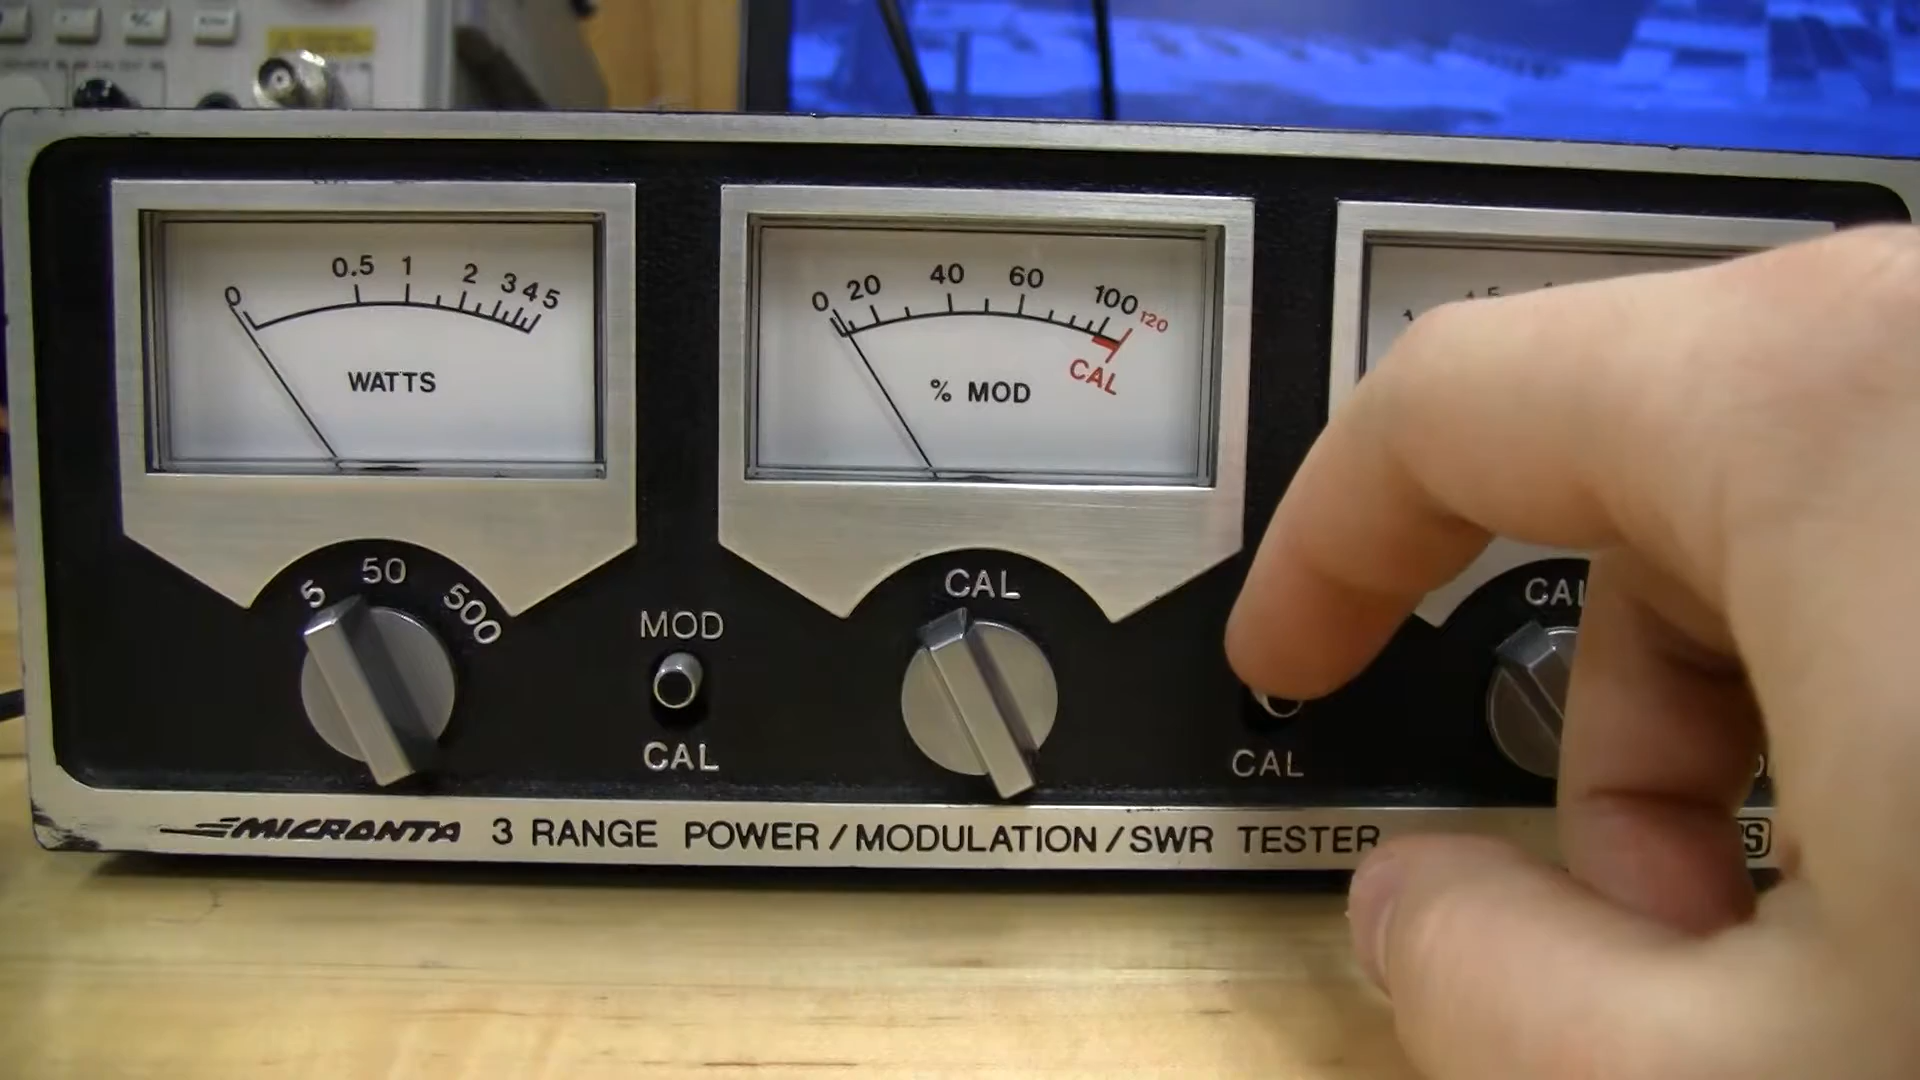 0 0.5 1 2 3 4 5
WATTS
0 20 40 60 100 120
CAL
% MOD
5 50 500
MOD
CAL
CAL
CAL
CAL
MICRONTA 3 RANGE POWER/MODULATION/SWR TESTER